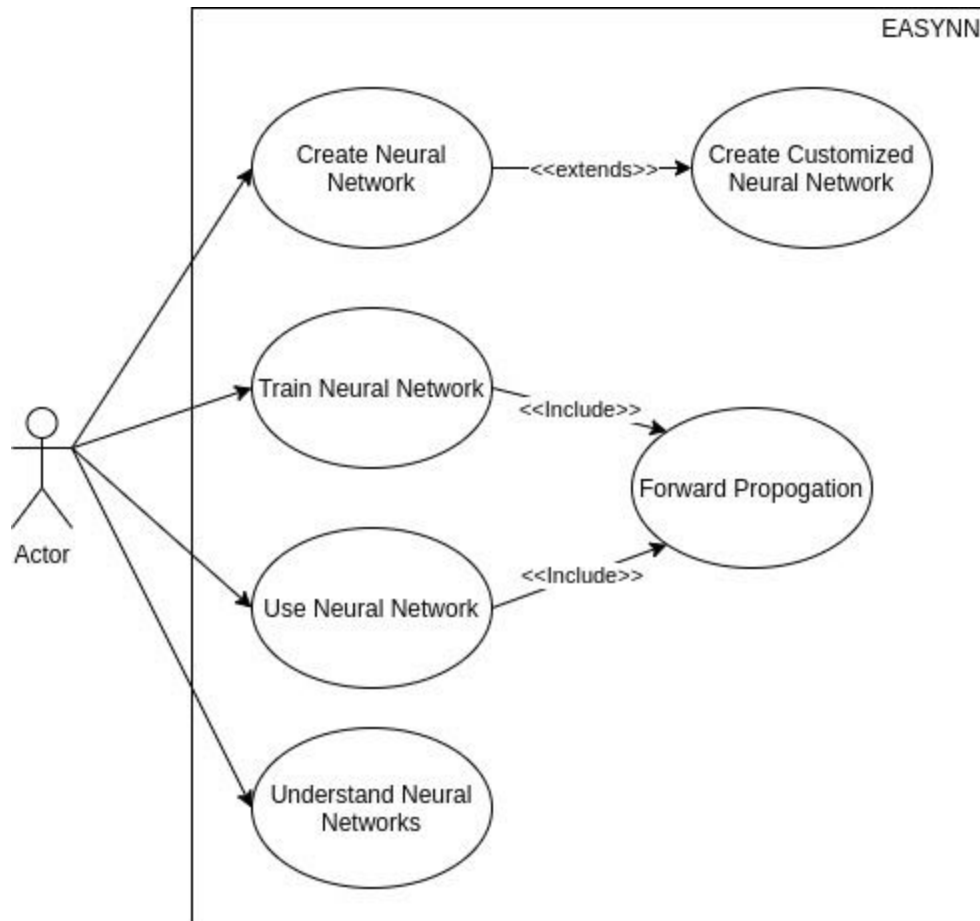 EASYNN
Create Neural
Network
<<extends>>
Create Customized
Neural Network
Train Neural Network
<<Include>>
Forward Propogation
Actor
Use Neural Network
<<Include>>
Understand Neural
Networks